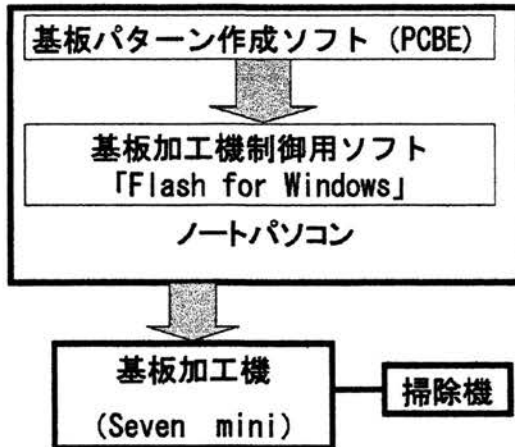 基板パターン作成ソフト (PCBE)
基板加工機制御用ソフト
「Flash for Windows」
ノートパソコン
基板加工機
(Seven mini)
掃除機